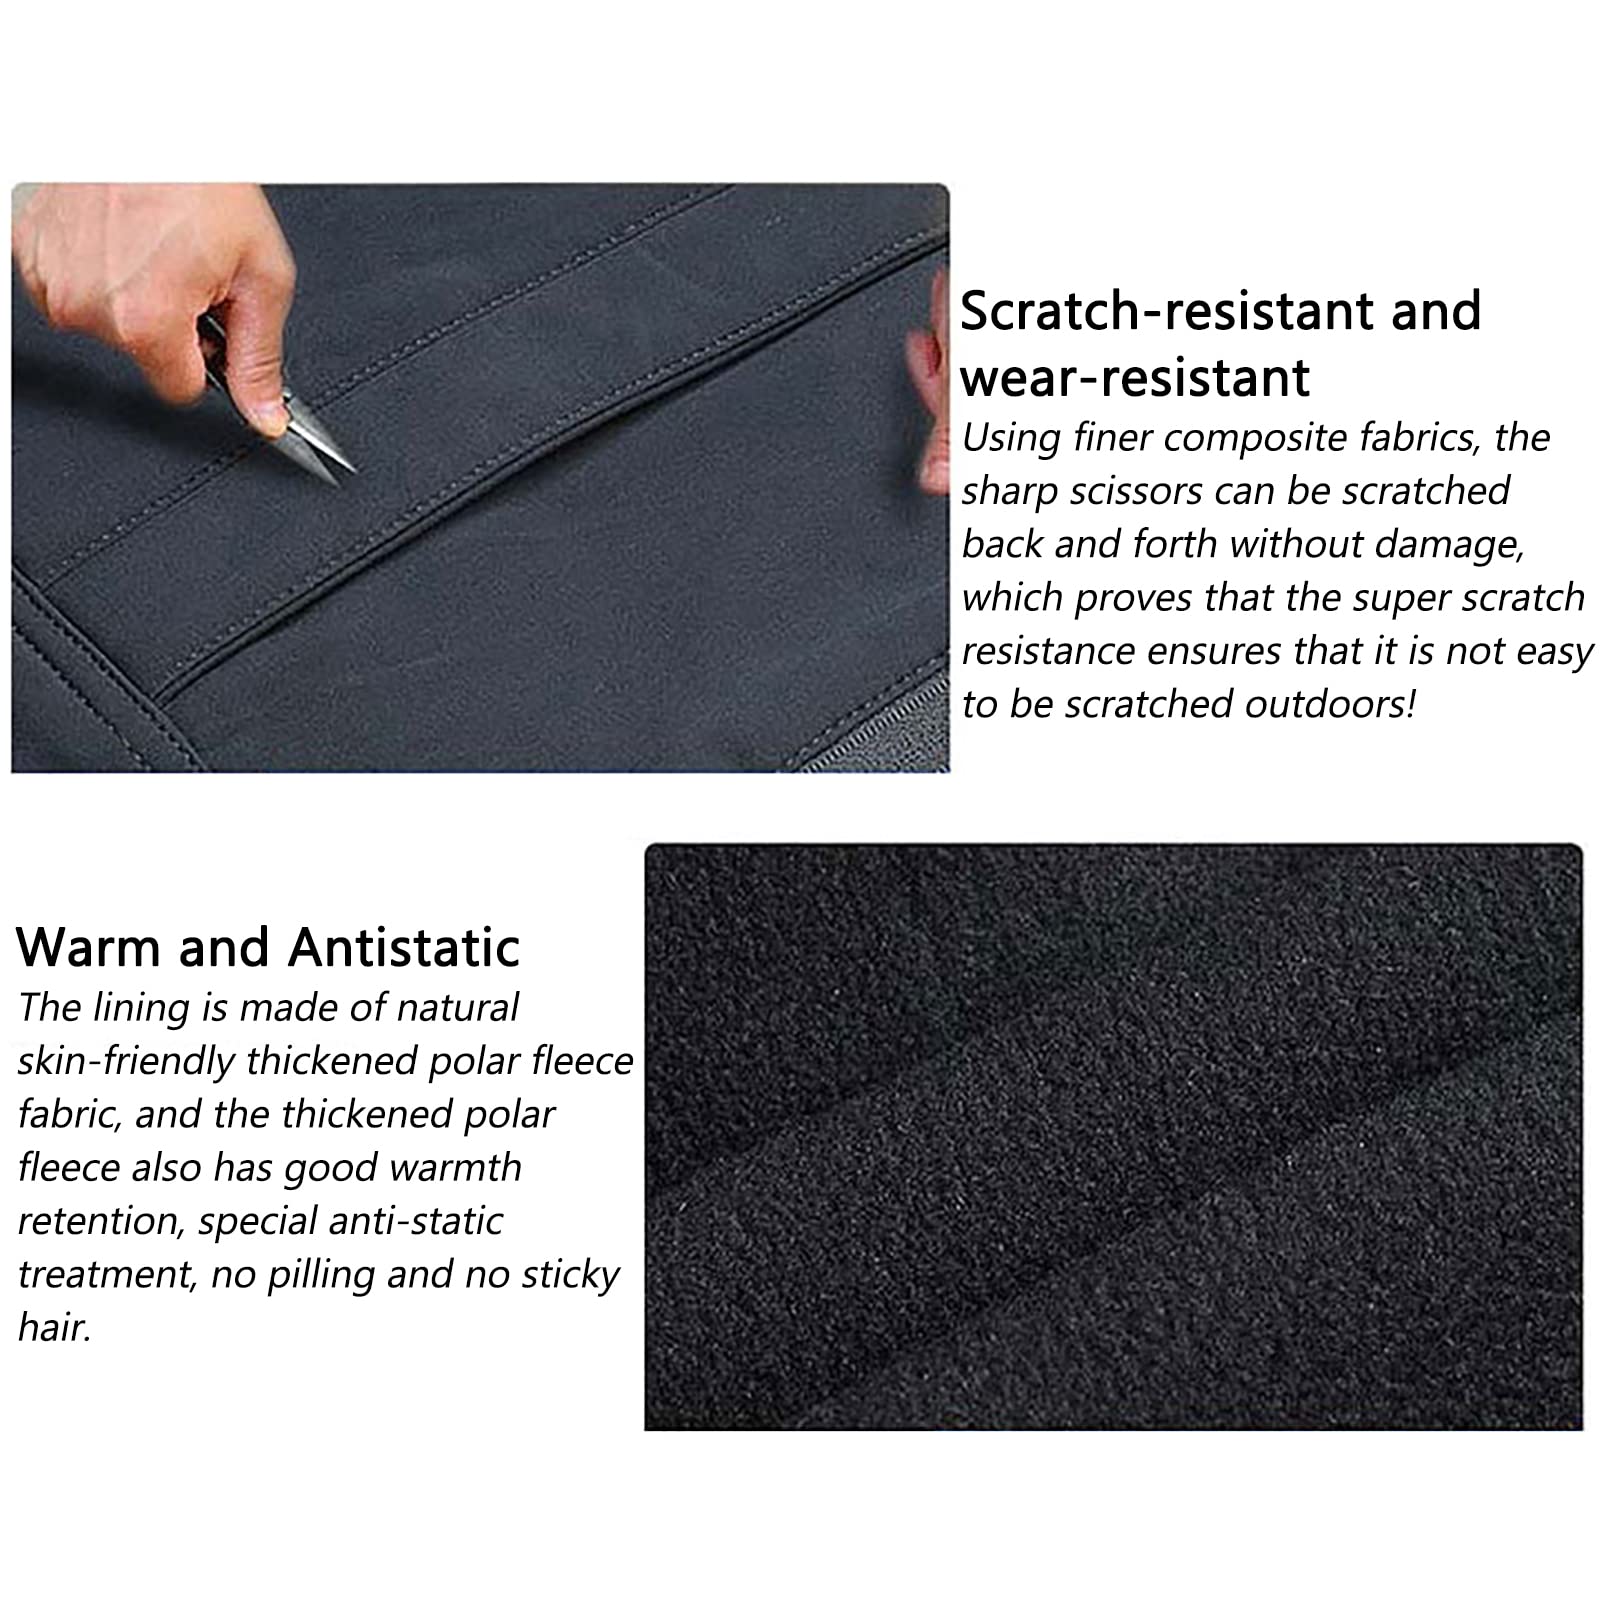 Scratch-resistant and
wear-resistant
Using finer composite fabrics, the
sharp scissors can be scratched
back and forth without damage,
which proves that the super scratch
resistance ensures that it is not easy
to be scratched outdoors!
Warm and Antistatic
The lining is made of natural
skin-friendly thickened polar fleece
fabric, and the thickened polar
fleece also has good warmth
retention, special anti-static
treatment, no pilling and no sticky
hair.